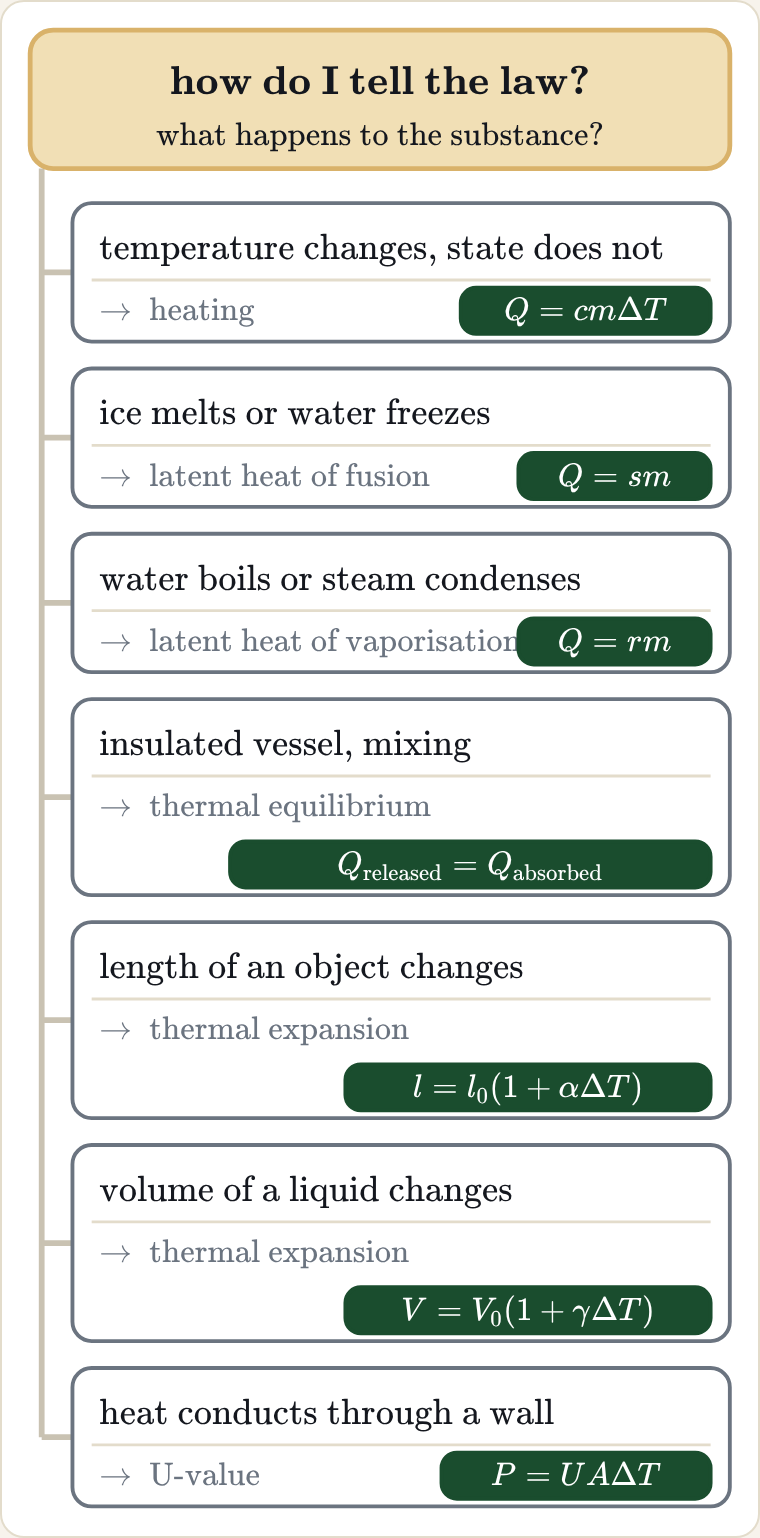 how do I tell the law?
what happens to the substance?
temperature changes, state does not
→ heating Q = cmΔT
ice melts or water freezes
→ latent heat of fusion Q = sm
water boils or steam condenses
→ latent heat of vaporisation Q = rm
insulated vessel, mixing
→ thermal equilibrium
Q_released = Q_absorbed
length of an object changes
→ thermal expansion
l = l₀(1 + αΔT)
volume of a liquid changes
→ thermal expansion
V = V₀(1 + γΔT)
heat conducts through a wall
→ U-value P = UAΔT